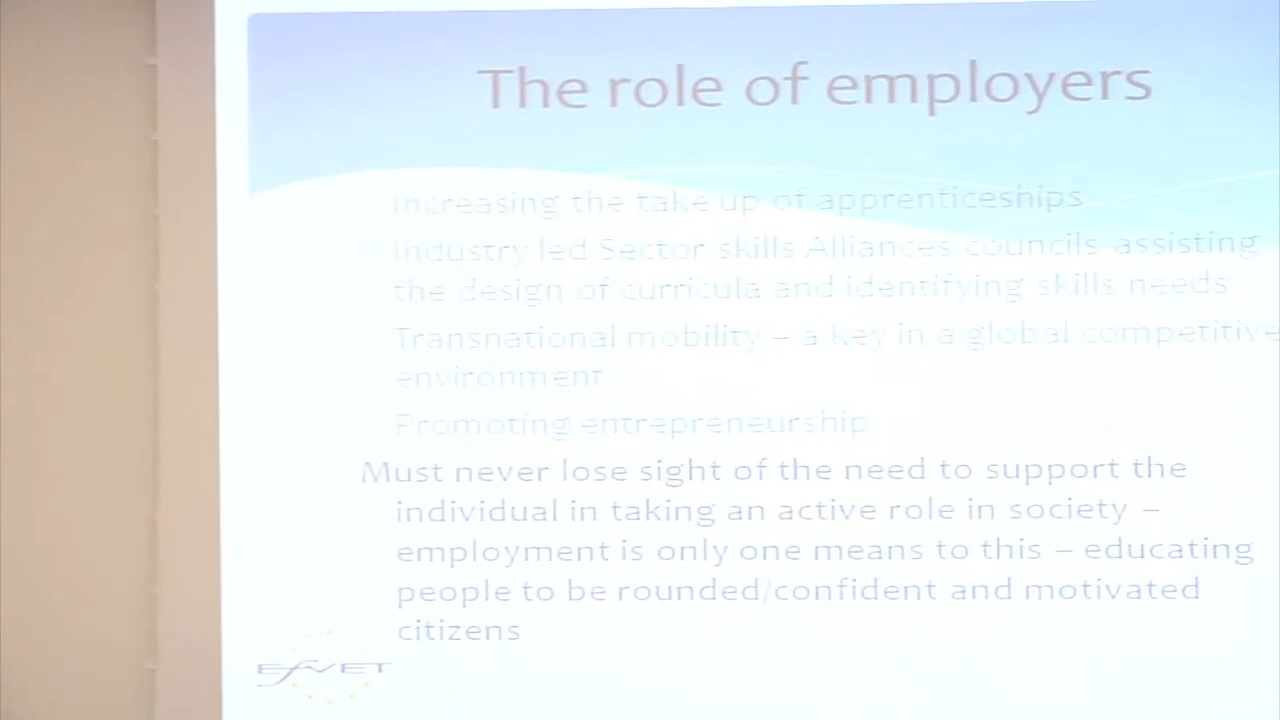 The role of employers
Increasing the take up of apprenticeships
Industry led Sector skills Alliances councils assisting
the design of curricula and identifying skills needs
Transnational mobility – a key in a global competitive
environment
Promoting entrepreneurship
Must never lose sight of the need to support the
individual in taking an active role in society –
employment is only one means to this – educating
people to be rounded/confident and motivated
citizens
EfVET